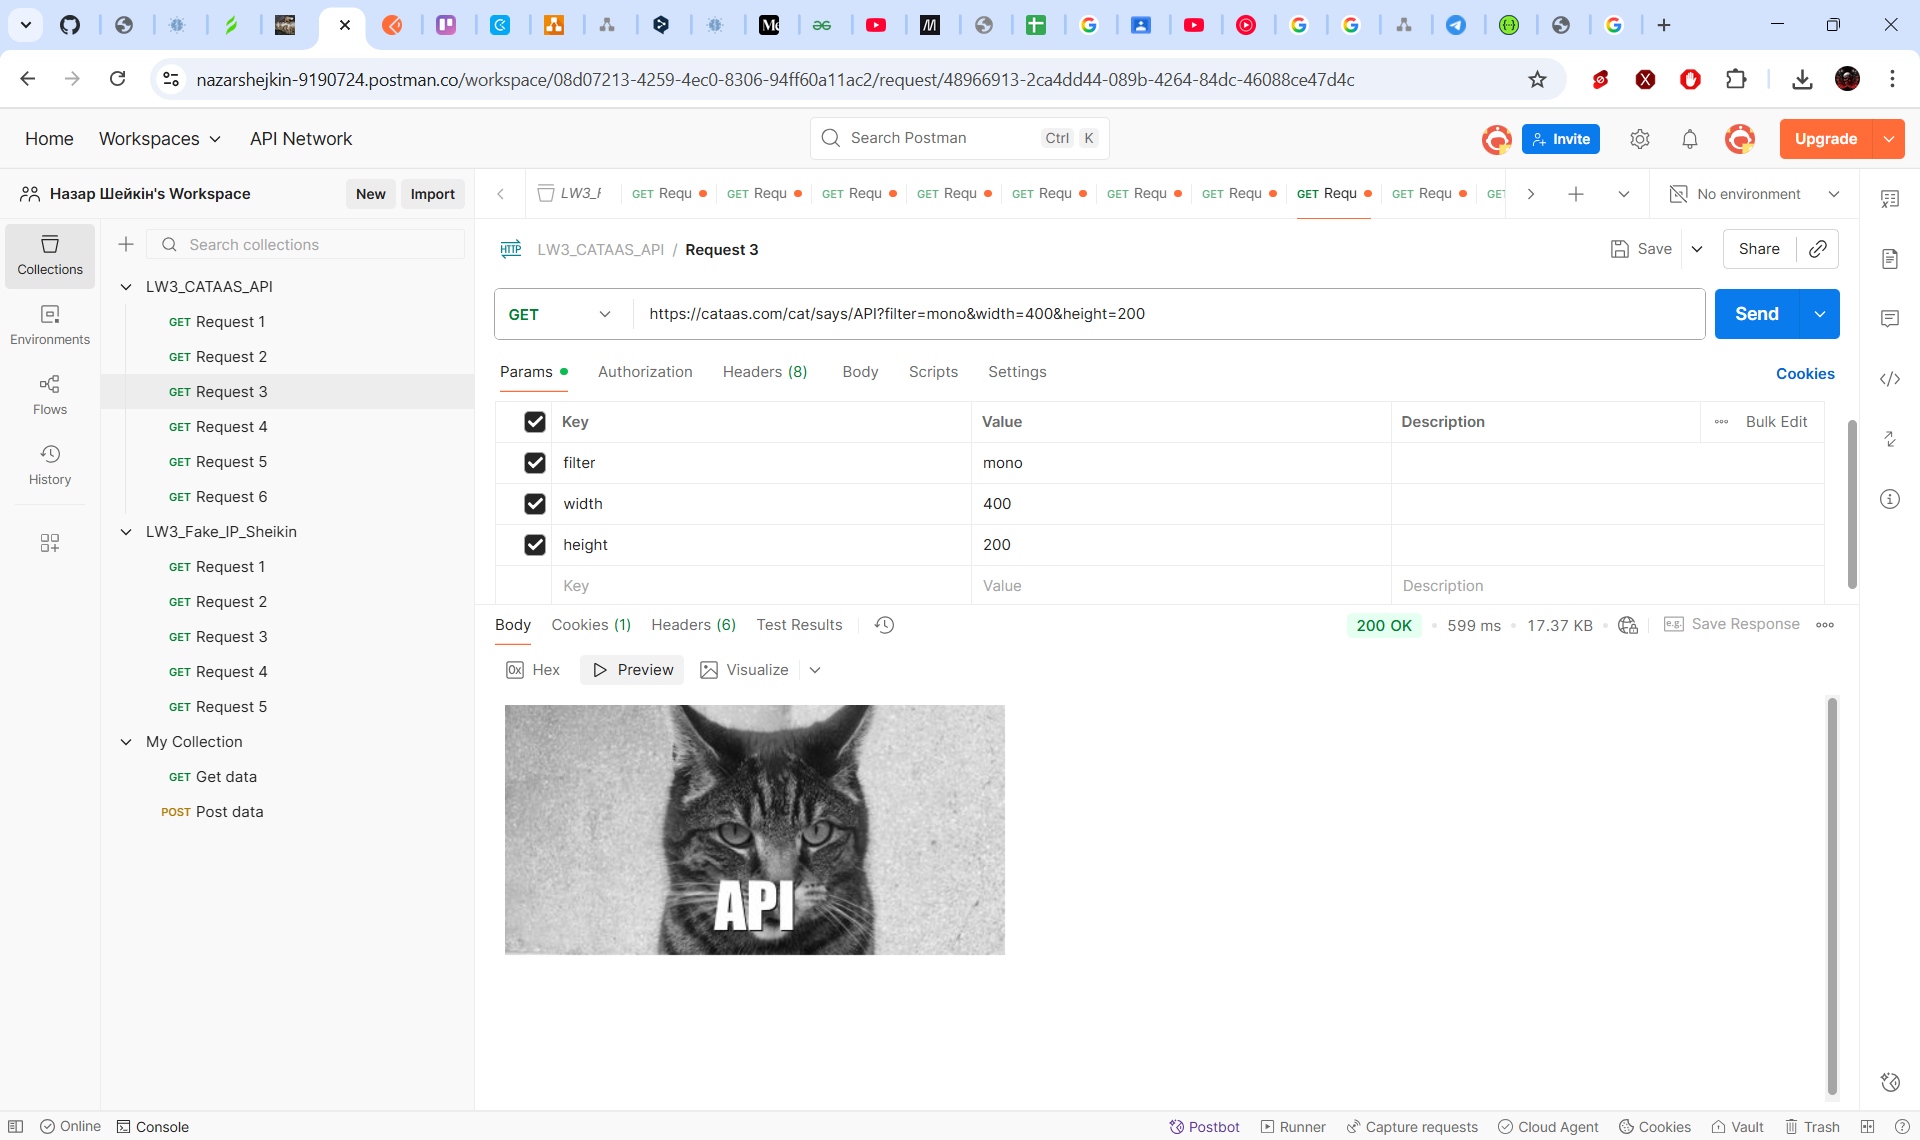 nazarshejkin-9190724.postman.co/workspace/08d07213-4259-4ec0-8306-94ff60a11ac2/request/48966913-2ca4dd44-089b-4264-84dc-46088ce47d4c
Home Workspaces API Network Search Postman Ctrl K Invite Upgrade
Назар Шейкін's Workspace New Import
LW3_F GET Requ GET Requ GET Requ GET Requ GET Requ GET Requ GET Requ GET Requ GET Requ GET No environment
Collections
Environments
Flows
History
Search collections
LW3_CATAAS_API
GET Request 1
GET Request 2
GET Request 3
GET Request 4
GET Request 5
GET Request 6
LW3_Fake_IP_Sheikin
GET Request 1
GET Request 2
GET Request 3
GET Request 4
GET Request 5
My Collection
GET Get data
POST Post data
HTTP LW3_CATAAS_API / Request 3 Save Share
GET https://cataas.com/cat/says/API?filter=mono&width=400&height=200 Send
Params Authorization Headers (8) Body Scripts Settings Cookies
Key Value Description Bulk Edit
filter mono
width 400
height 200
Key Value Description
Body Cookies (1) Headers (6) Test Results 200 OK 599 ms 17.37 KB e.g. Save Response
0x Hex Preview Visualize
API
Online Console Postbot Runner Capture requests Cloud Agent Cookies Vault Trash